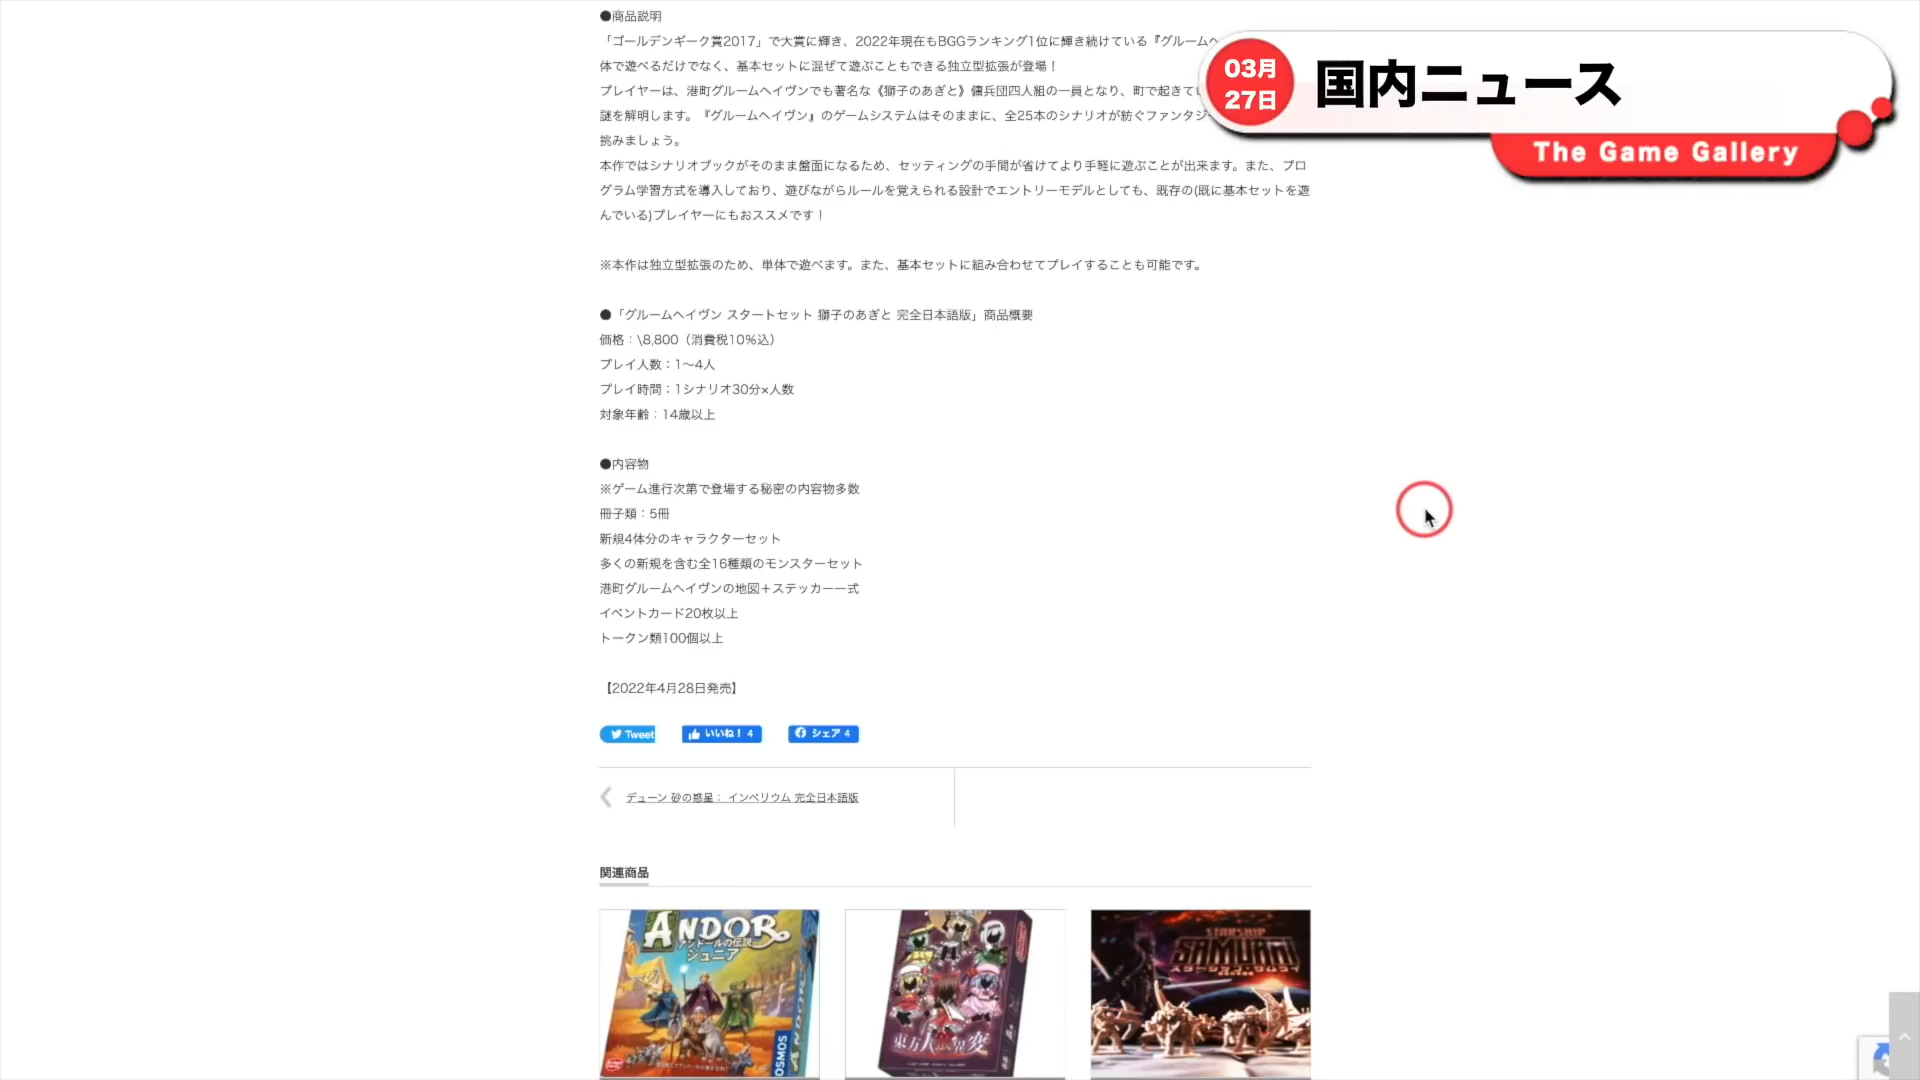 ●商品説明
「ゴールデンギーク賞2017」で大賞に輝き、2022年現在もBGGランキング1位に輝き続けている『グルームヘ
体で遊べるだけでなく、基本セットに混ぜて遊ぶこともできる独立型拡張が登場！
プレイヤーは、港町グルームヘイヴンでも著名な《獅子のあぎと》傭兵団四人組の一員となり、町で起きてい
謎を解明します。『グルームヘイヴン』のゲームシステムはそのままに、全25本のシナリオが紡ぐファンタジー
挑みましょう。
本作ではシナリオブックがそのまま盤面になるため、セッティングの手間が省けてより手軽に遊ぶことが出来ます。また、プロ
グラム学習方式を導入しており、遊びながらルールを覚えられる設計でエントリーモデルとしても、既存の(既に基本セットを遊
んでいる)プレイヤーにもおススメです！
※本作は独立型拡張のため、単体で遊べます。また、基本セットに組み合わせてプレイすることも可能です。
●「グルームヘイヴン スタートセット 獅子のあぎと 完全日本語版」商品概要
価格：\8,800（消費税10％込）
プレイ人数：1〜4人
プレイ時間：1シナリオ30分×人数
対象年齢：14歳以上
●内容物
※ゲーム進行次第で登場する秘密の内容物多数
冊子類：5冊
新規4体分のキャラクターセット
多くの新規を含む全16種類のモンスターセット
港町グルームヘイヴンの地図＋ステッカー一式
イベントカード20枚以上
トークン類100個以上
【2022年4月28日発売】
Tweet いいね！ 4 シェア 4
デューン 砂の惑星： インペリウム 完全日本語版
関連商品
ANDOR
アンドールの伝説
ジュニア
KOSMOS
STARSHIP
SAMURAI
03月
27日
国内ニュース
The Game Gallery